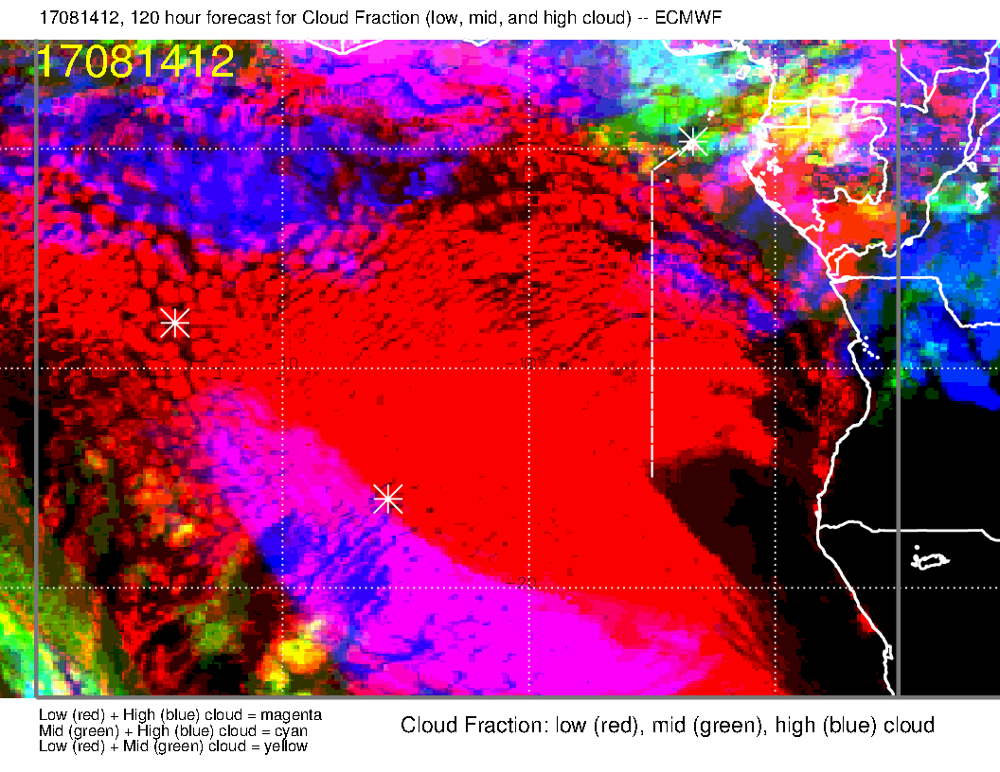 17081412, 120 hour forecast for Cloud Fraction (low, mid, and high cloud) -- ECMWF
17081412
-20
Low (red) + High (blue) cloud = magenta
Mid (green) + High (blue) cloud = cyan
Low (red) + Mid (green) cloud = yellow
Cloud Fraction: low (red), mid (green), high (blue) cloud